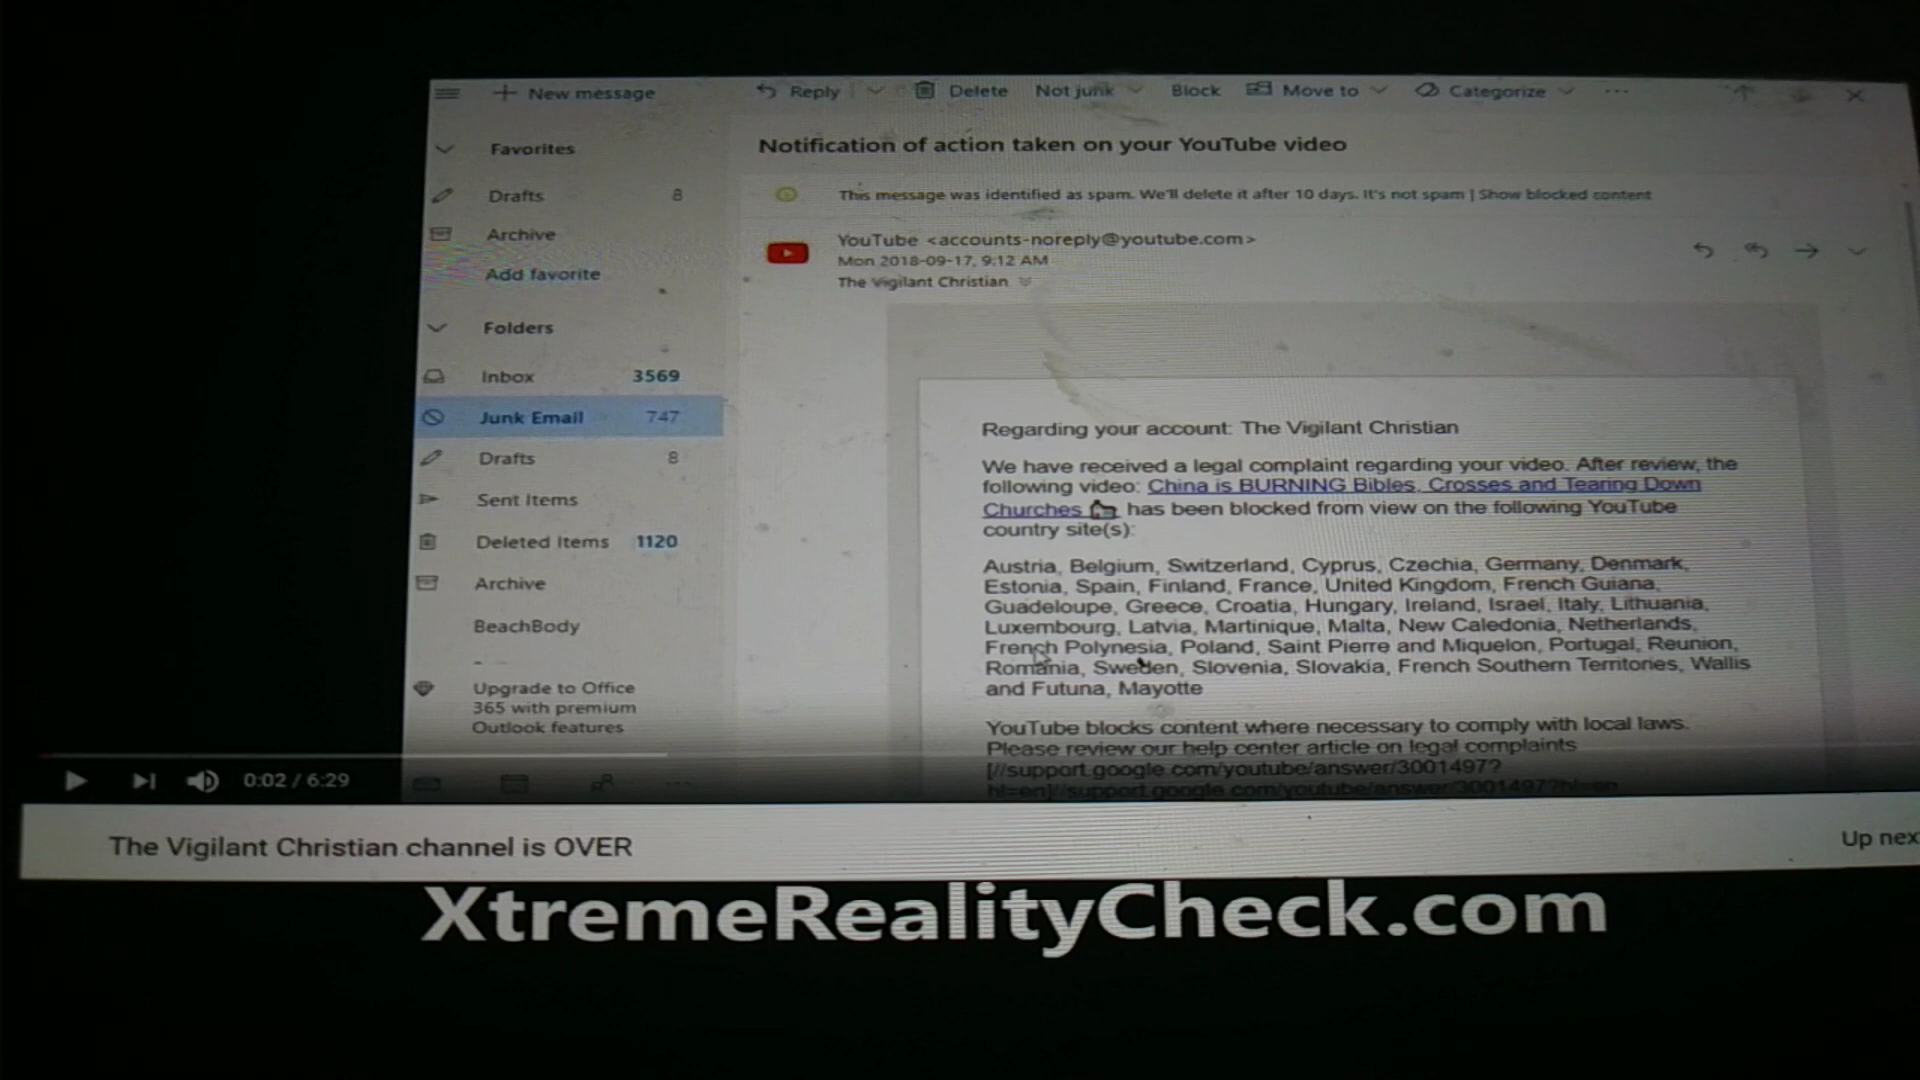 New message
Reply
Delete
Not junk
Block
Move to
Categorize
Favorites
Drafts 8
Archive
Add favorite
Folders
Inbox 3569
Junk Email 747
Drafts 8
Sent Items
Deleted Items 1120
Archive
BeachBody
Upgrade to Office
365 with premium
Outlook features
Notification of action taken on your YouTube video
This message was identified as spam. We'll delete it after 10 days. It's not spam | Show blocked content
YouTube <accounts-noreply@youtube.com>
Mon 2018-09-17, 9:12 AM
The Vigilant Christian
Regarding your account: The Vigilant Christian
We have received a legal complaint regarding your video. After review, the
following video: China is BURNING Bibles, Crosses and Tearing Down
Churches has been blocked from view on the following YouTube
country site(s):
Austria, Belgium, Switzerland, Cyprus, Czechia, Germany, Denmark,
Estonia, Spain, Finland, France, United Kingdom, French Guiana,
Guadeloupe, Greece, Croatia, Hungary, Ireland, Israel, Italy, Lithuania,
Luxembourg, Latvia, Martinique, Malta, New Caledonia, Netherlands,
French Polynesia, Poland, Saint Pierre and Miquelon, Portugal, Reunion,
Romania, Sweden, Slovenia, Slovakia, French Southern Territories, Wallis
and Futuna, Mayotte
YouTube blocks content where necessary to comply with local laws.
Please review our help center article on legal complaints
[//support.google.com/youtube/answer/3001497?
hl=en]//support.google.com/youtube/answer/3001497?hl=en
0:02 / 6:29
The Vigilant Christian channel is OVER
Up nex
XtremeRealityCheck.com